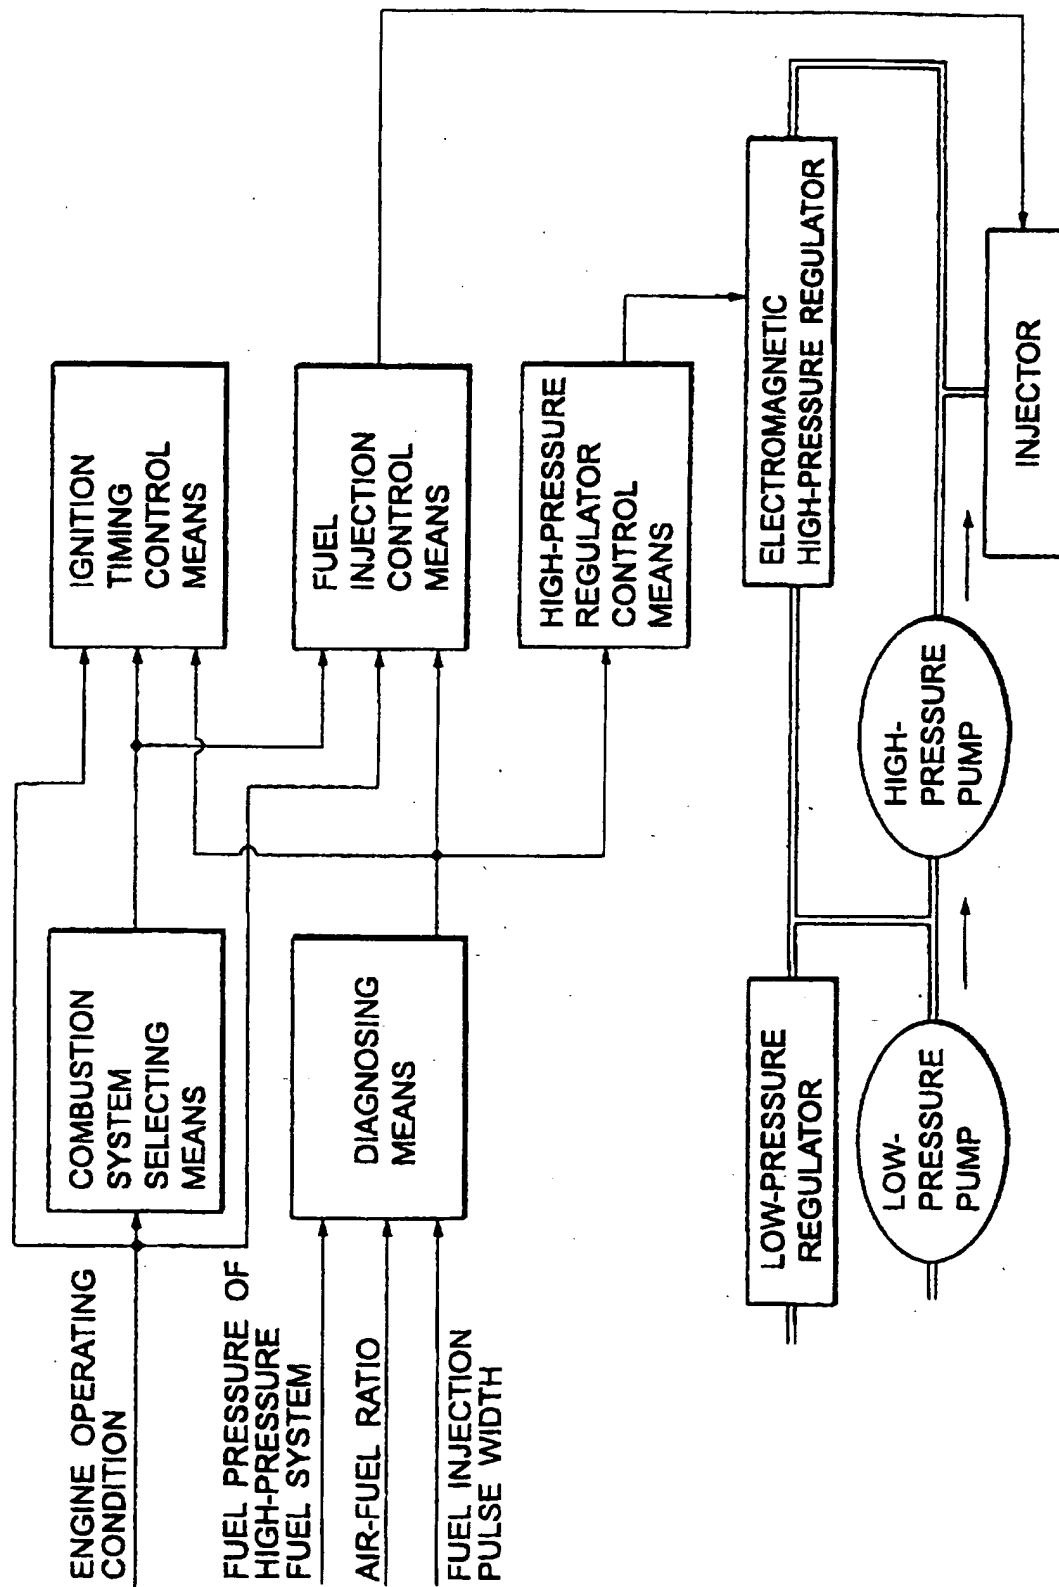 ENGINE OPERATING
CONDITION
FUEL PRESSURE OF
HIGH-PRESSURE
FUEL SYSTEM
AIR-FUEL RATIO
FUEL INJECTION
PULSE WIDTH
COMBUSTION
SYSTEM
SELECTING
MEANS
DIAGNOSING
MEANS
IGNITION
TIMING
CONTROL
MEANS
FUEL
INJECTION
CONTROL
MEANS
HIGH-PRESSURE
REGULATOR
CONTROL
MEANS
LOW-PRESSURE
REGULATOR
ELECTROMAGNETIC
HIGH-PRESSURE REGULATOR
LOW-
PRESSURE
PUMP
HIGH-
PRESSURE
PUMP
INJECTOR